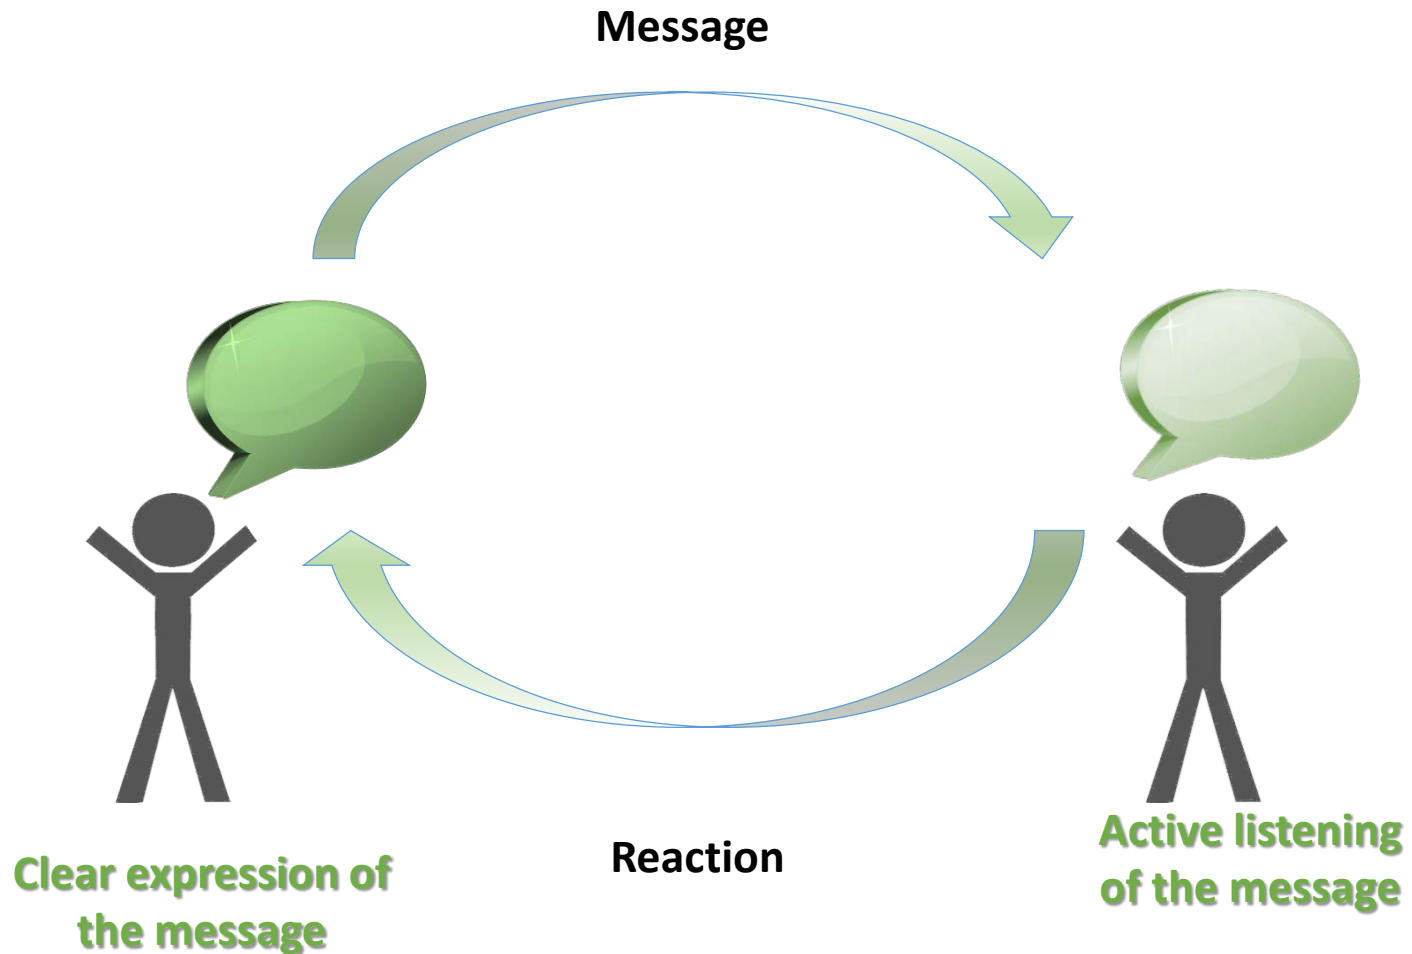 Message
Reaction
Clear expression of
the message
Active listening
of the message